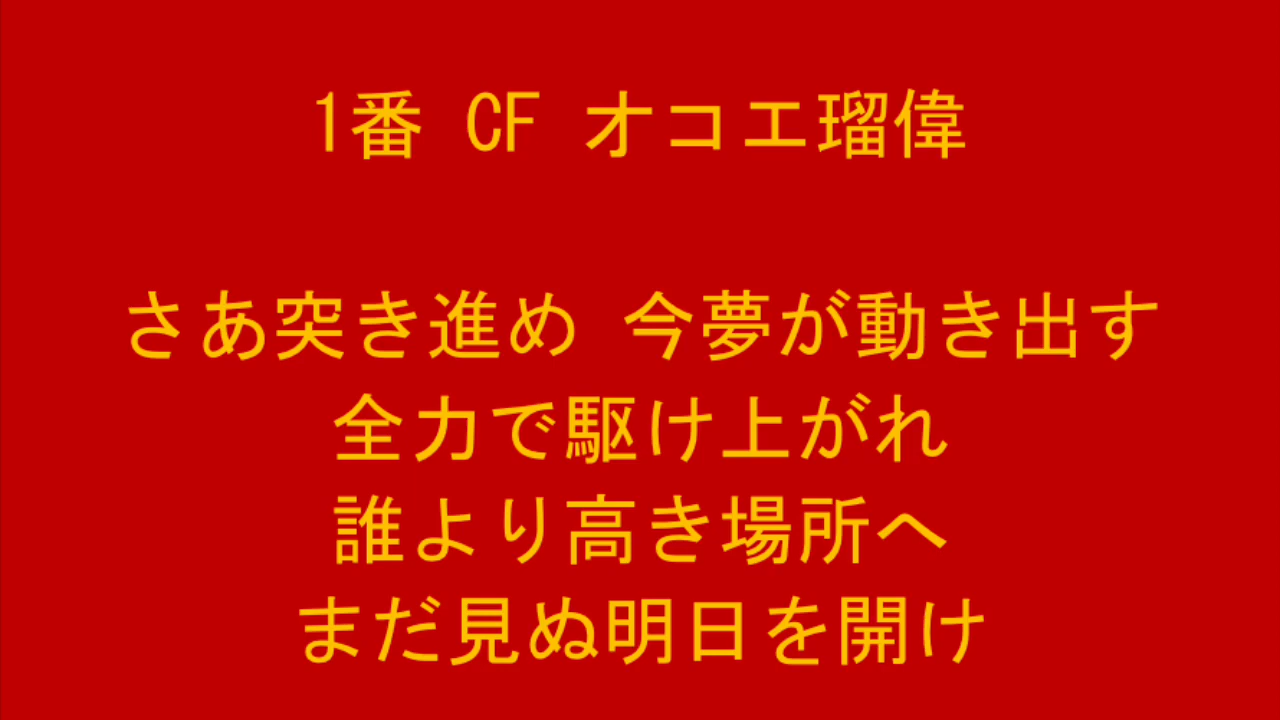 1番 CF オコエ瑠偉
さあ突き進め 今夢が動き出す
全力で駆け上がれ
誰より高き場所へ
まだ見ぬ明日を開け